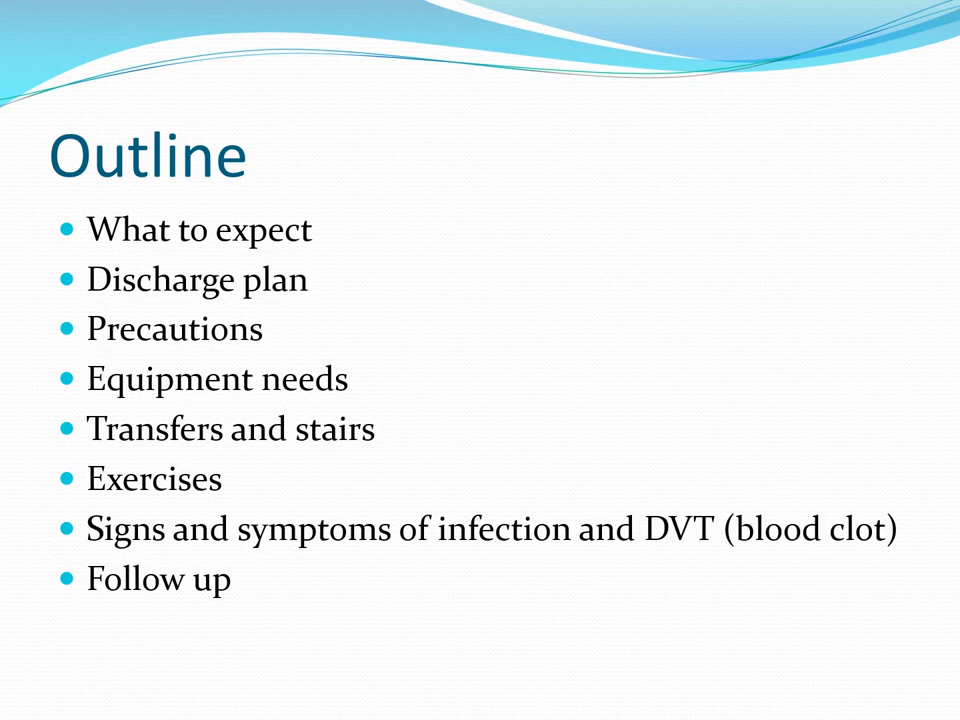 Outline
What to expect
Discharge plan
Precautions
Equipment needs
Transfers and stairs
Exercises
Signs and symptoms of infection and DVT (blood clot)
Follow up